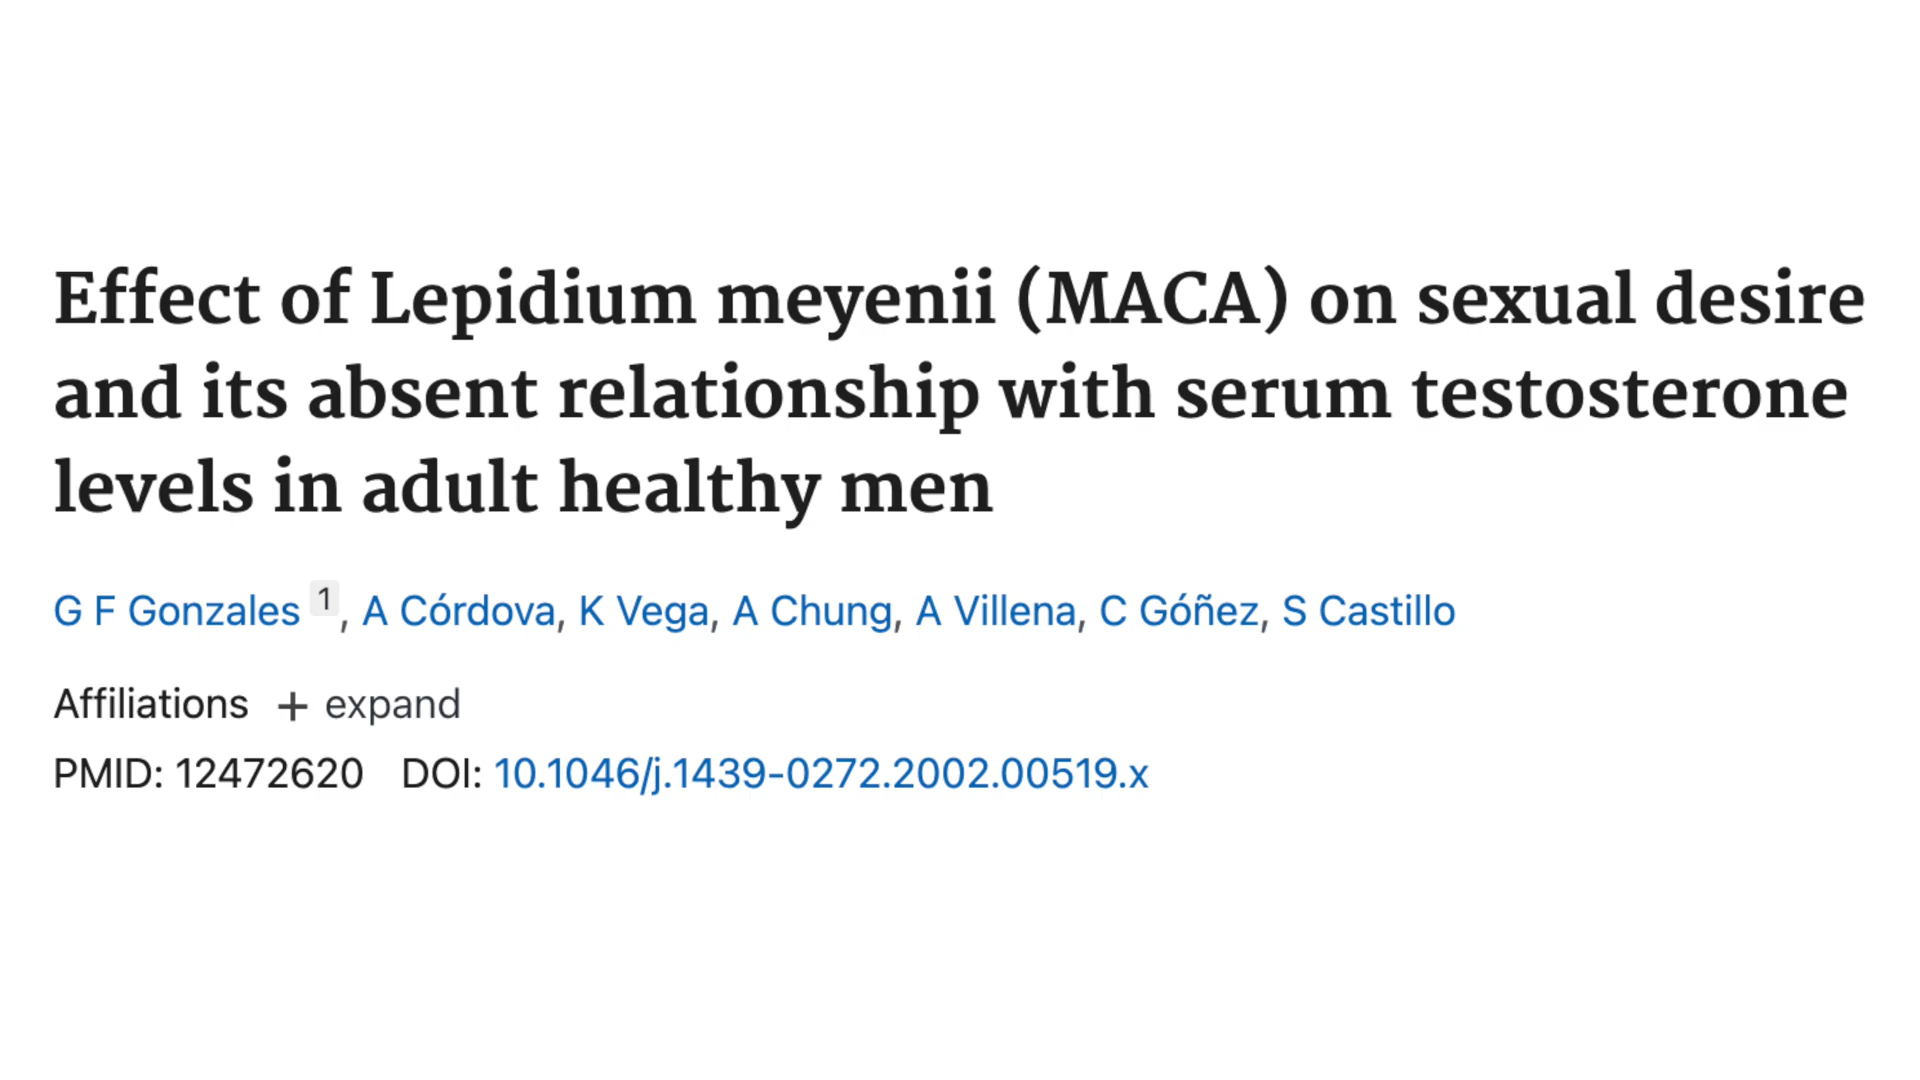 Effect of Lepidium meyenii (MACA) on sexual desire
and its absent relationship with serum testosterone
levels in adult healthy men
G F Gonzales 1, A Córdova, K Vega, A Chung, A Villena, C Góñez, S Castillo
Affiliations + expand
PMID: 12472620 DOI: 10.1046/j.1439-0272.2002.00519.x